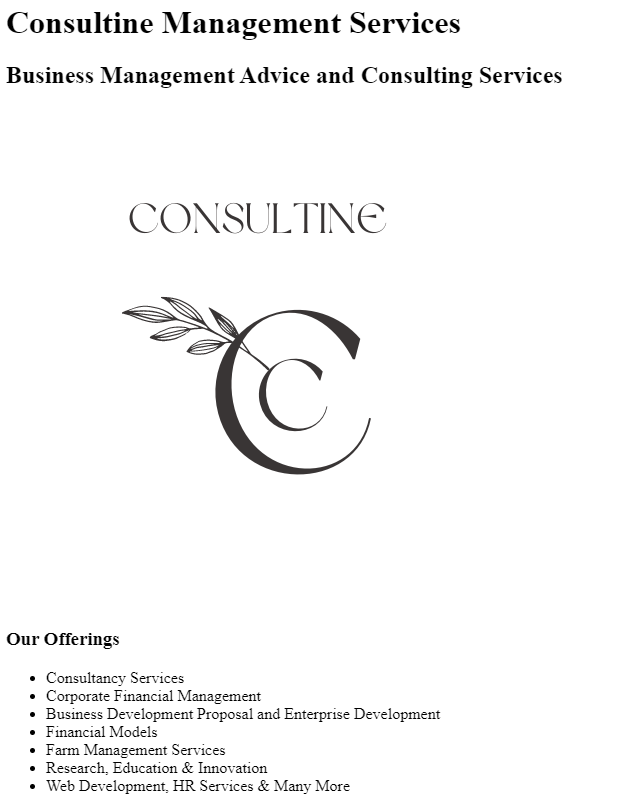 Consultine Management Services
Business Management Advice and Consulting Services
CONSULTINE
CC
Our Offerings
Consultancy Services
Corporate Financial Management
Business Development Proposal and Enterprise Development
Financial Models
Farm Management Services
Research, Education & Innovation
Web Development, HR Services & Many More